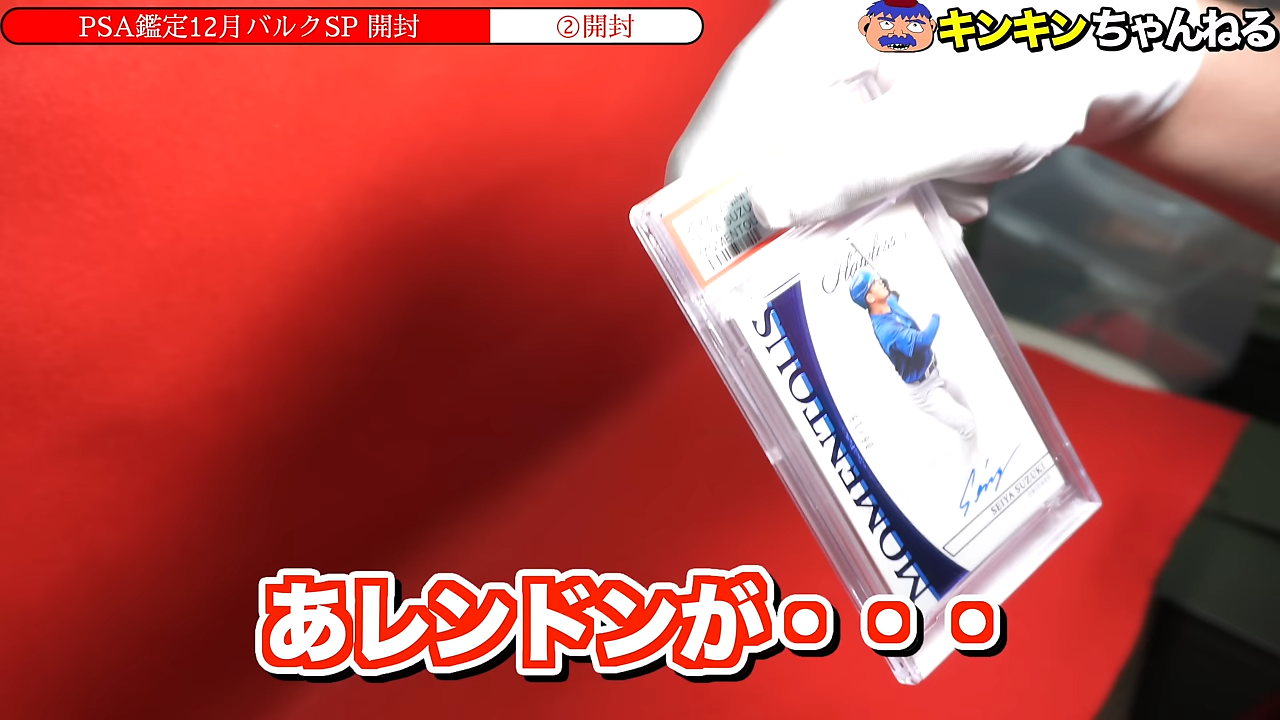 PSA鑑定12月バルクSP 開封
②開封
キンキンちゃんねる
Flawless
MOMENTOUS
SEIYA SUZUKI
あレンドンが・・・